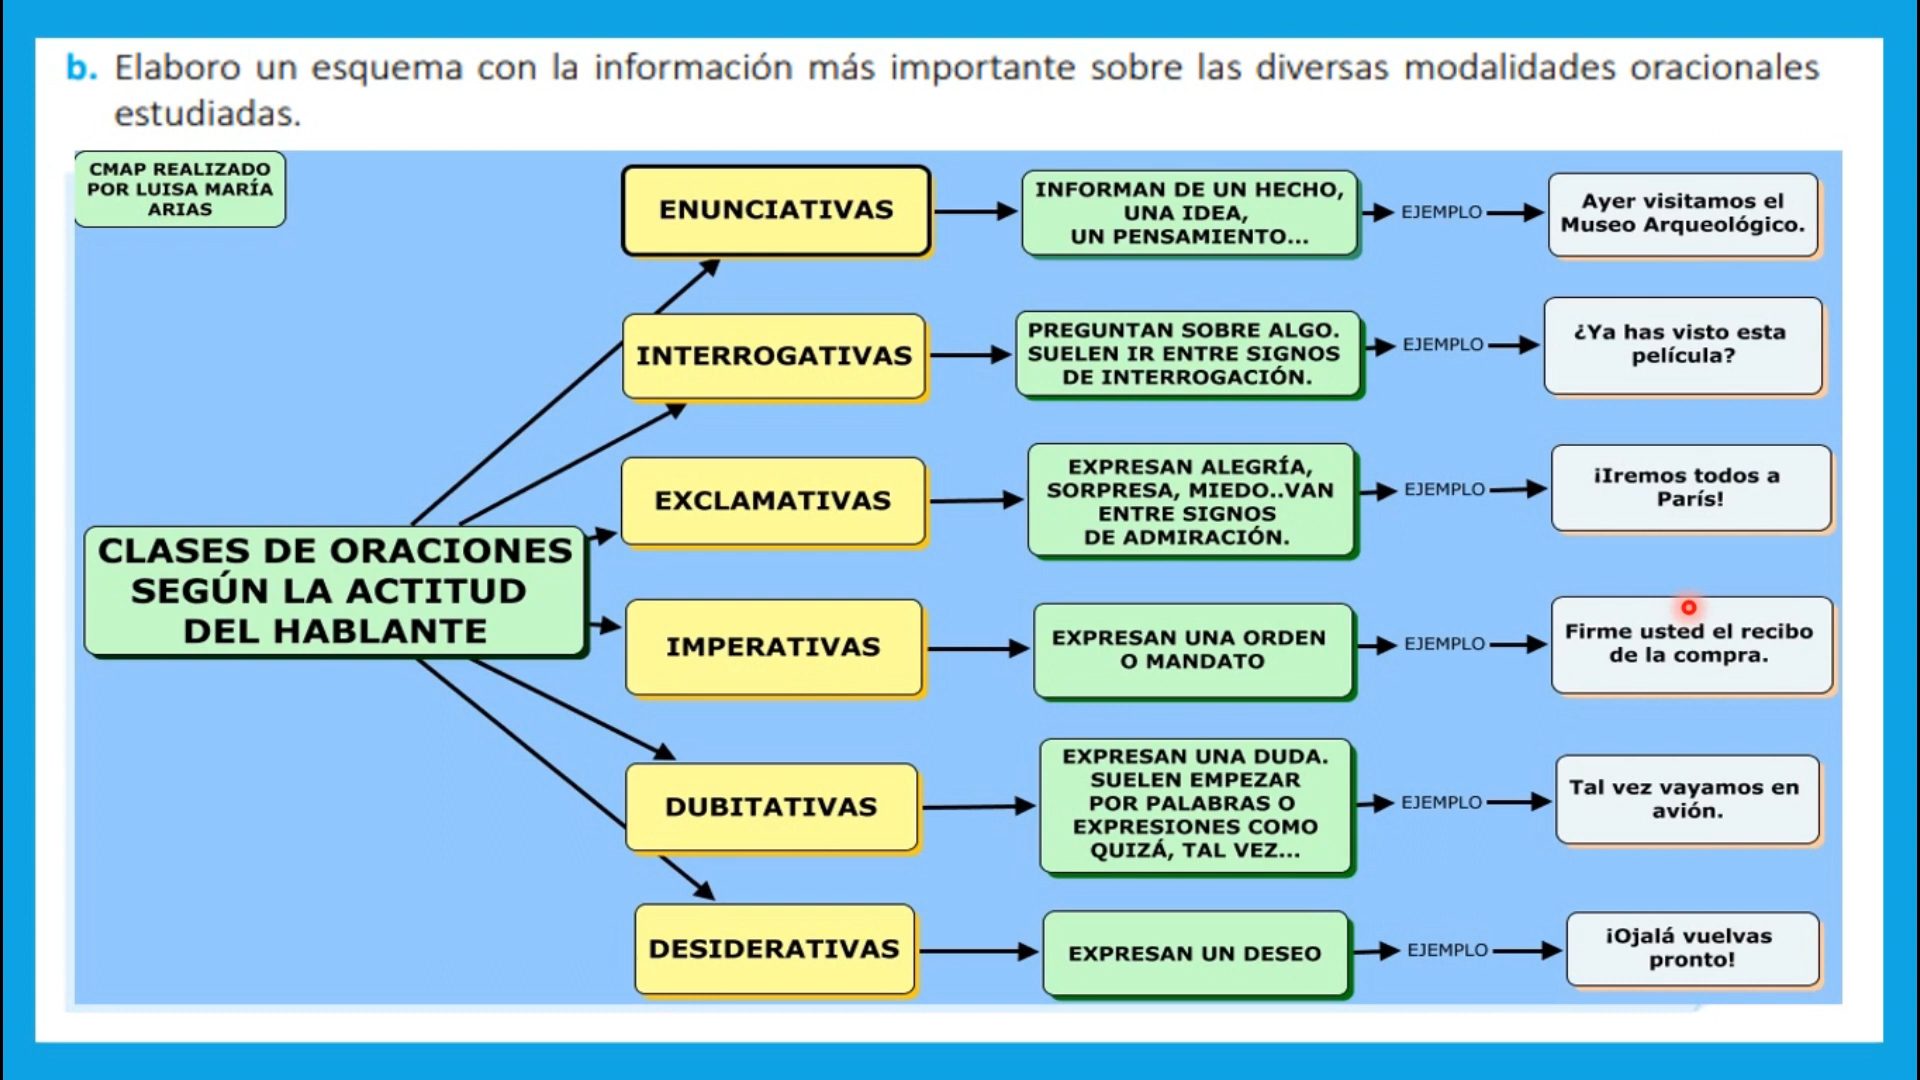 b. Elaboro un esquema con la información más importante sobre las diversas modalidades oracionales
estudiadas.
CMAP REALIZADO
POR LUISA MARÍA
ARIAS
CLASES DE ORACIONES
SEGÚN LA ACTITUD
DEL HABLANTE
ENUNCIATIVAS
INFORMAN DE UN HECHO,
UNA IDEA,
UN PENSAMIENTO...
EJEMPLO
Ayer visitamos el
Museo Arqueológico.
INTERROGATIVAS
PREGUNTAN SOBRE ALGO.
SUELEN IR ENTRE SIGNOS
DE INTERROGACIÓN.
EJEMPLO
¿Ya has visto esta
película?
EXCLAMATIVAS
EXPRESAN ALEGRÍA,
SORPRESA, MIEDO..VAN
ENTRE SIGNOS
DE ADMIRACIÓN.
EJEMPLO
¡Iremos todos a
París!
IMPERATIVAS
EXPRESAN UNA ORDEN
O MANDATO
EJEMPLO
Firme usted el recibo
de la compra.
DUBITATIVAS
EXPRESAN UNA DUDA.
SUELEN EMPEZAR
POR PALABRAS O
EXPRESIONES COMO
QUIZÁ, TAL VEZ...
EJEMPLO
Tal vez vayamos en
avión.
DESIDERATIVAS
EXPRESAN UN DESEO
EJEMPLO
¡Ojalá vuelvas
pronto!